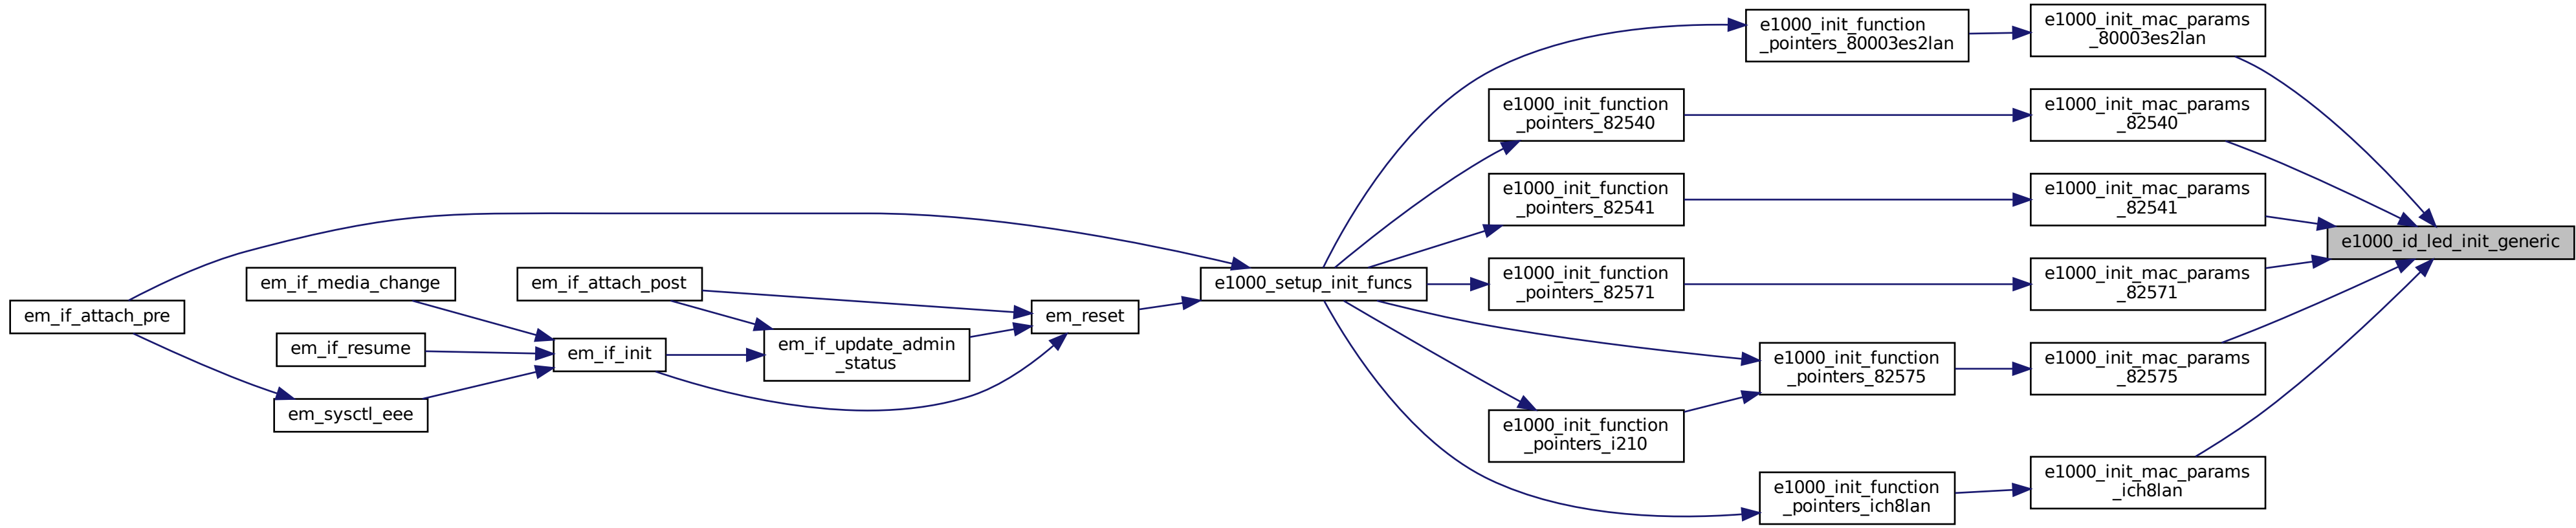 em_if_attach_pre
em_if_media_change
em_if_resume
em_sysctl_eee
em_if_attach_post
em_if_init
em_if_update_admin
_status
em_reset
e1000_setup_init_funcs
e1000_init_function
_pointers_80003es2lan
e1000_init_function
_pointers_82540
e1000_init_function
_pointers_82541
e1000_init_function
_pointers_82571
e1000_init_function
_pointers_82575
e1000_init_function
_pointers_i210
e1000_init_function
_pointers_ich8lan
e1000_init_mac_params
_80003es2lan
e1000_init_mac_params
_82540
e1000_init_mac_params
_82541
e1000_init_mac_params
_82571
e1000_init_mac_params
_82575
e1000_init_mac_params
_ich8lan
e1000_id_led_init_generic